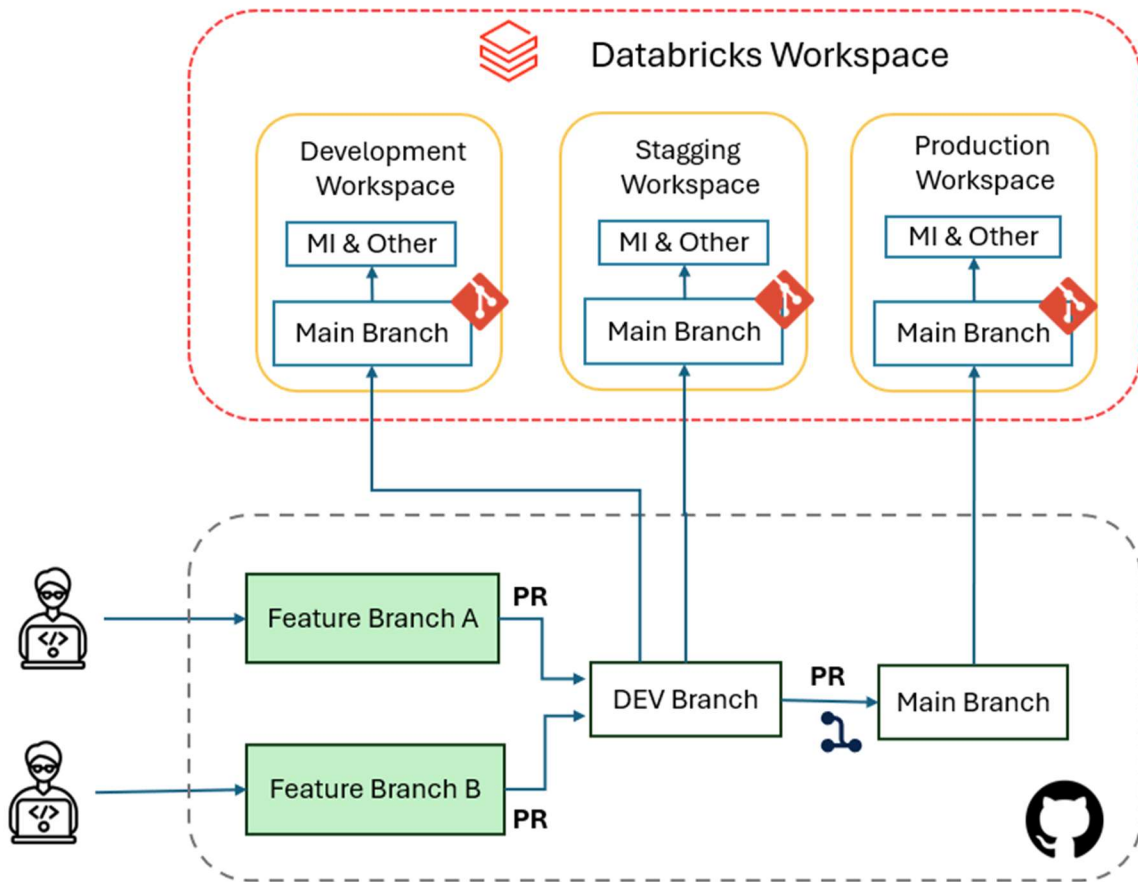 Databricks Workspace
Development
Workspace
MI & Other
Main Branch
Stagging
Workspace
MI & Other
Main Branch
Production
Workspace
MI & Other
Main Branch
Feature Branch A
PR
Feature Branch B
PR
DEV Branch
PR
Main Branch